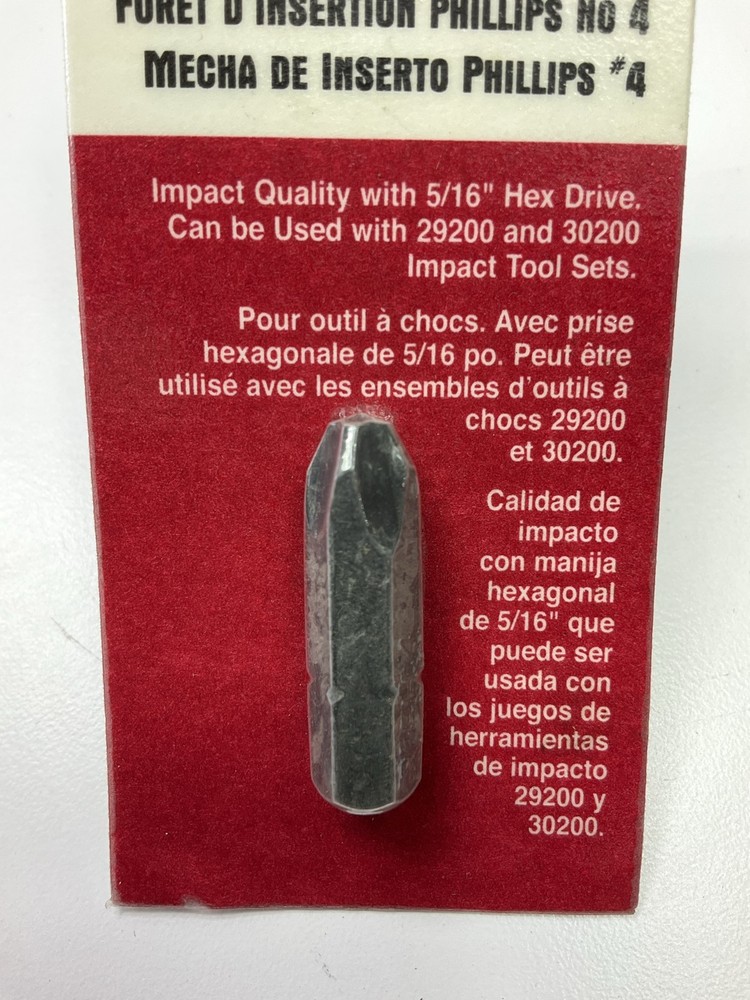 FORET D'INSERTION PHILLIPS NO 4
MECHA DE INSERTO PHILLIPS #4
Impact Quality with 5/16" Hex Drive.
Can be Used with 29200 and 30200
Impact Tool Sets.
Pour outil à chocs. Avec prise
hexagonale de 5/16 po. Peut être
utilisé avec les ensembles d'outils à
chocs 29200
et 30200.
Calidad de
impacto
con manija
hexagonal
de 5/16" que
puede ser
usada con
los juegos de
herramientas
de impacto
29200 y
30200.